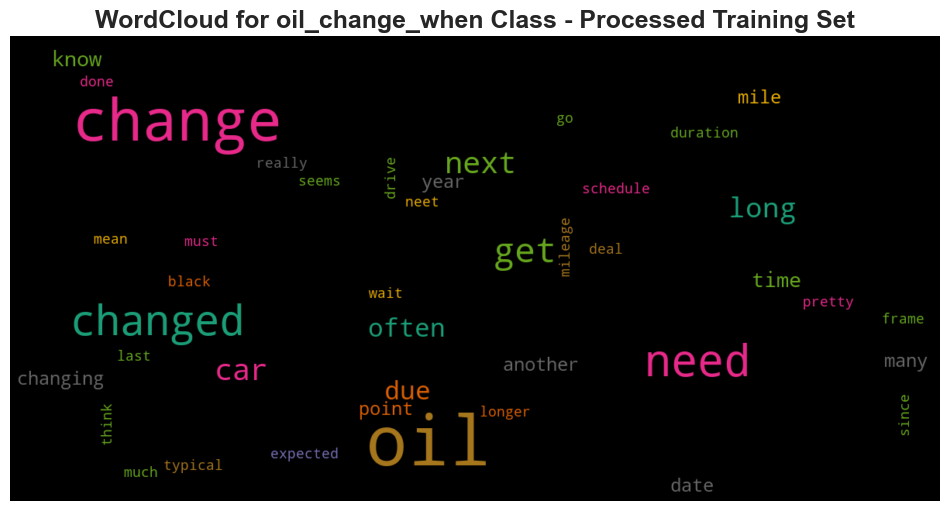 WordCloud for oil_change_when Class - Processed Training Set
know
done
change
mile
go
duration
really
next
seems
drive
year
schedule
neet
long
mean
must
get
mileage
deal
black
time
wait
pretty
changed
often
frame
last
car
another
need
many
changing
due
think
point
longer
since
oil
expected
much
typical
date